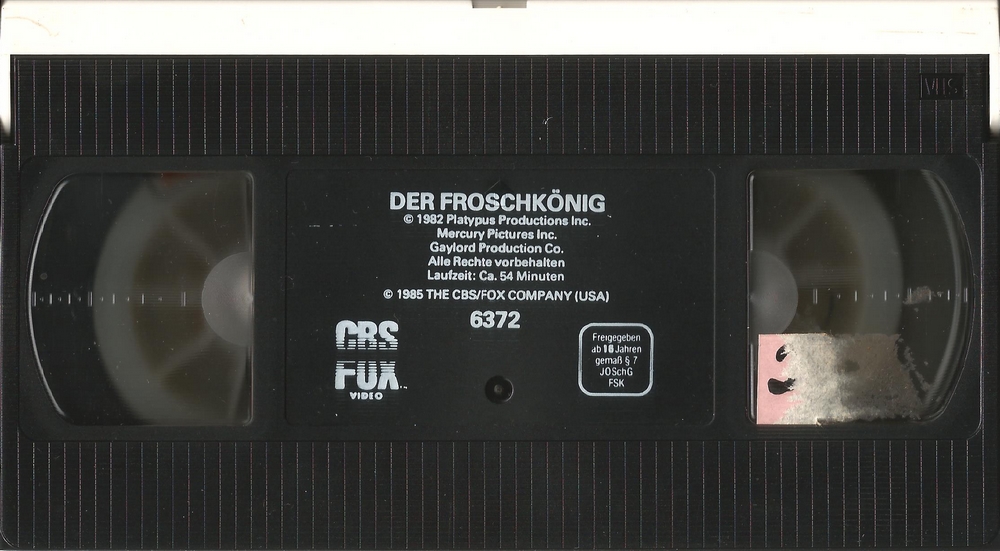 VHS
DER FROSCHKÖNIG
© 1982 Platypus Productions Inc.
Mercury Pictures Inc.
Gaylord Production Co.
Alle Rechte vorbehalten
Laufzeit: Ca. 54 Minuten
© 1985 THE CBS/FOX COMPANY (USA)
6372
CBS
FOX
VIDEO
Freigegeben
ab 16 Jahren
gemäß § 7
JÖSchG
FSK